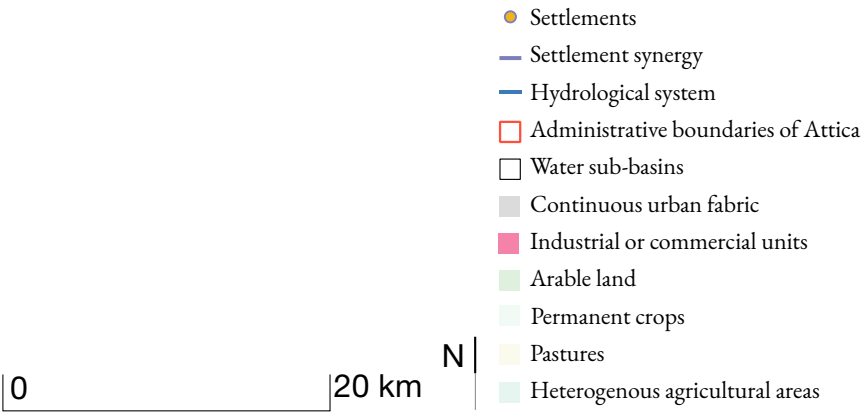 Settlements
Settlement synergy
Hydrological system
Administrative boundaries of Attica
Water sub-basins
Continuous urban fabric
Industrial or commercial units
Arable land
Permanent crops
Pastures
Heterogenous agricultural areas
N
0
20 km